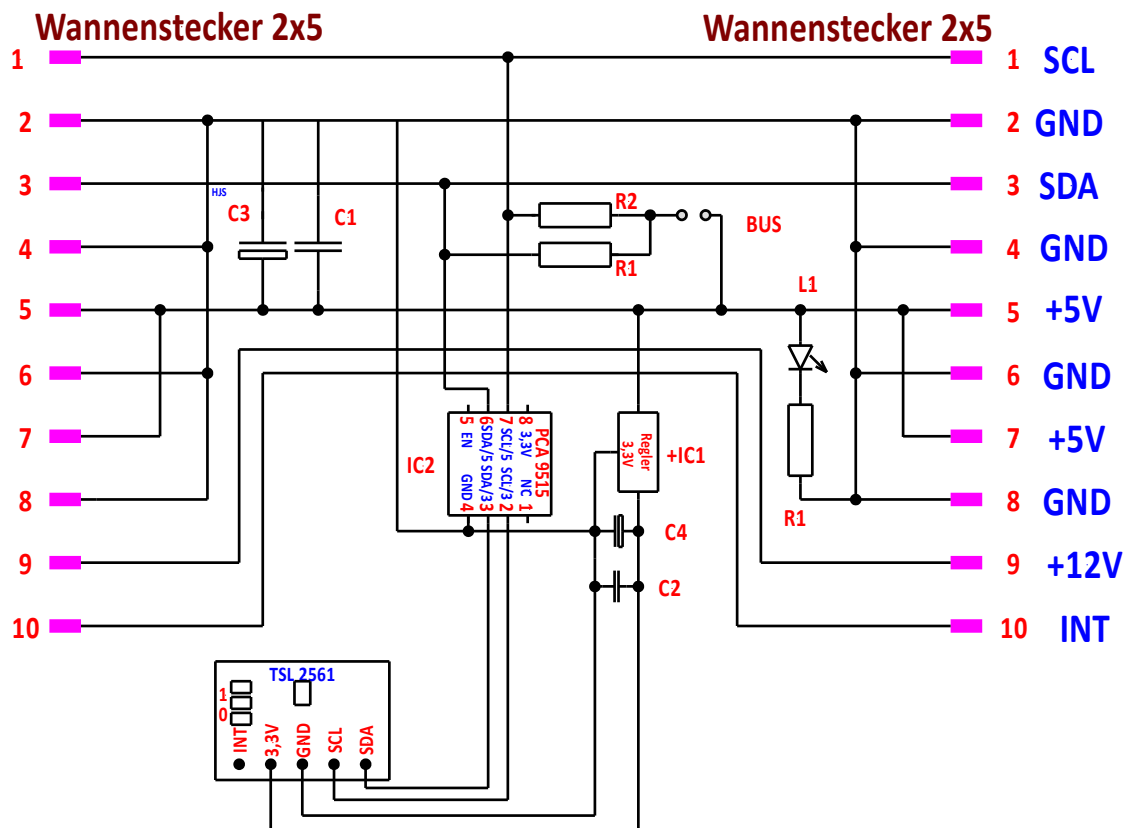 Wannenstecker 2x5
Wannenstecker 2x5
1
1 SCL
2
2 GND
3
3 SDA
HJS
C3
C1
R2
BUS
4
4 GND
R1
L1
5
5 +5V
6
6 GND
7
7 +5V
5 6 7 8
EN SDA/5 SCL/5 3,3V
PCA 9515
GND SDA/3 SCL/3 NC
4 3 2 1
IC2
Regler
3,3V
+IC1
8
8 GND
R1
C4
9
9 +12V
C2
10
10 INT
TSL 2561
1
0
INT
3,3V
GND
SCL
SDA